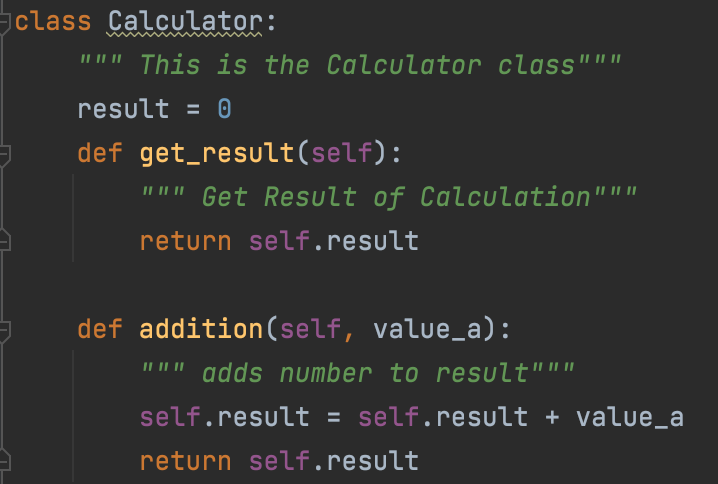 class Calculator:
    """ This is the Calculator class"""
    result = 0
    def get_result(self):
        """ Get Result of Calculation"""
        return self.result

    def addition(self, value_a):
        """ adds number to result"""
        self.result = self.result + value_a
        return self.result